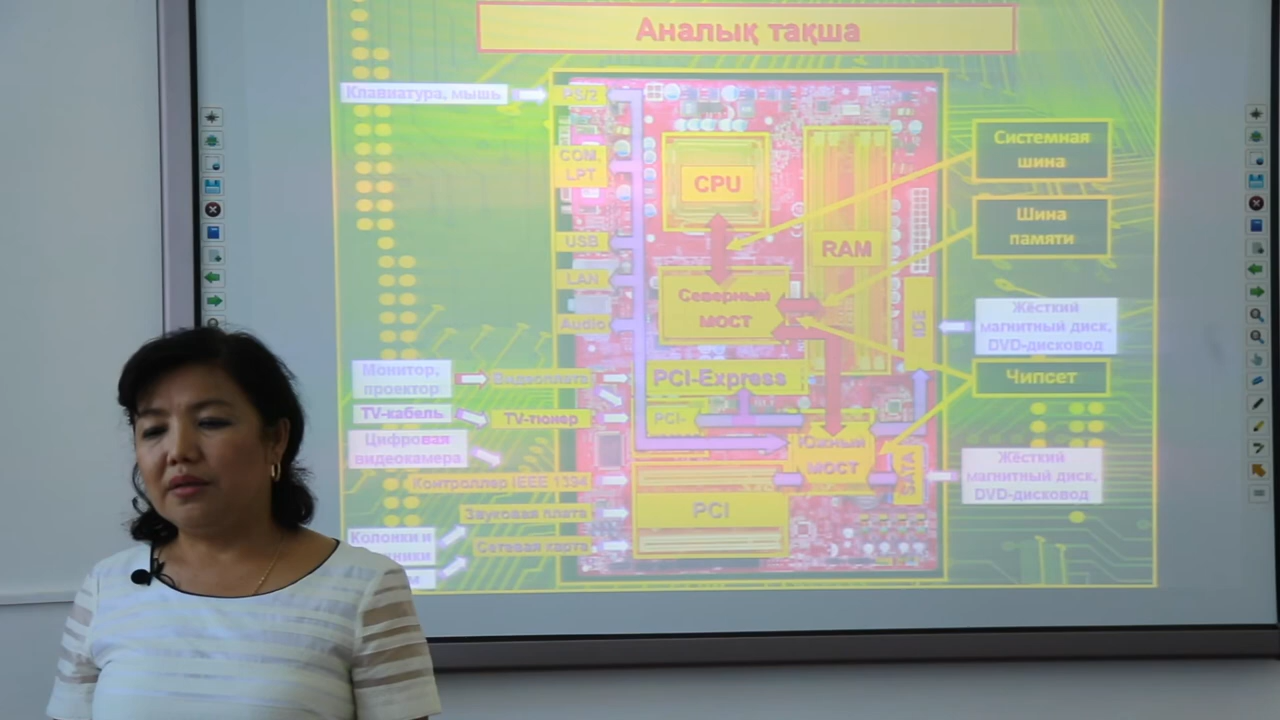 Аналық тақша
Клавиатура, мышь
PS/2
COM,
LPT
USB
LAN
Audio
CPU
RAM
Северный
мост
IDE
PCI-Express
PCI-
Южный
мост
SATA
PCI
Системная
шина
Шина
памяти
Жёсткий
магнитный диск,
DVD-дисковод
Чипсет
Жёсткий
магнитный диск,
DVD-дисковод
Монитор,
проектор
Видеоплата
TV-кабель
TV-тюнер
Цифровая
видеокамера
Контроллер IEEE 1394
Звуковая плата
Колонки и
Сетевая карта